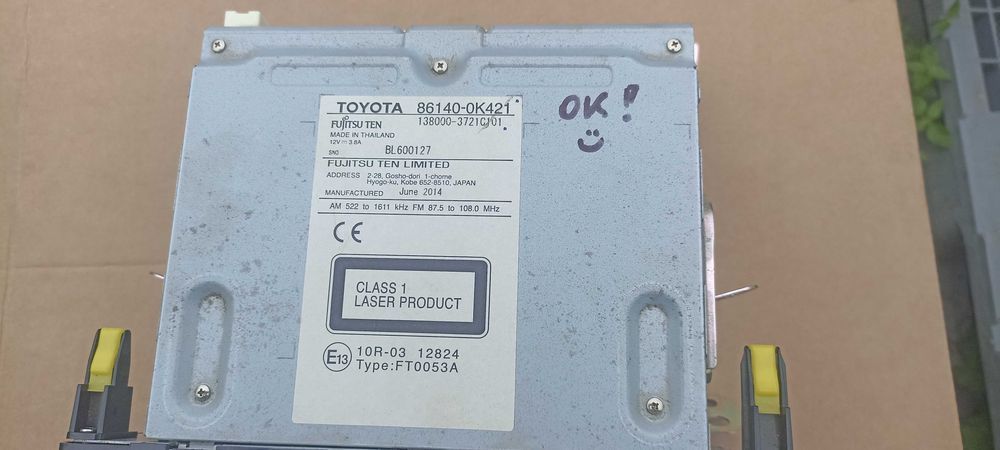 TOYOTA 86140-0K421
FUJITSU TEN 138000-3721C101
MADE IN THAILAND
12V 3.8A
SNO BL600127
FUJITSU TEN LIMITED
ADDRESS 2-28, Gosho-dori, 1-chome
Hyogo-ku, Kobe 652-8510, JAPAN
MANUFACTURED June 2014
AM 522 to 1611 kHz FM 87.5 to 108.0 MHz
CE
CLASS 1
LASER PRODUCT
E13 10R-03 12824
Type:FT0053A
OK!